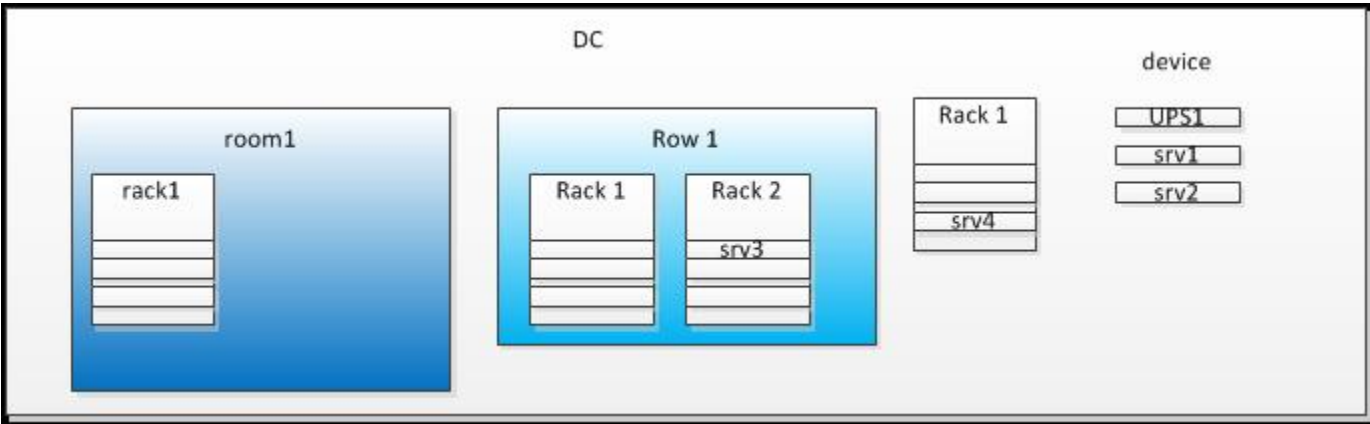 DC
device
room1
rack1
Row 1
Rack 1
Rack 2
srv3
Rack 1
srv4
UPS1
srv1
srv2